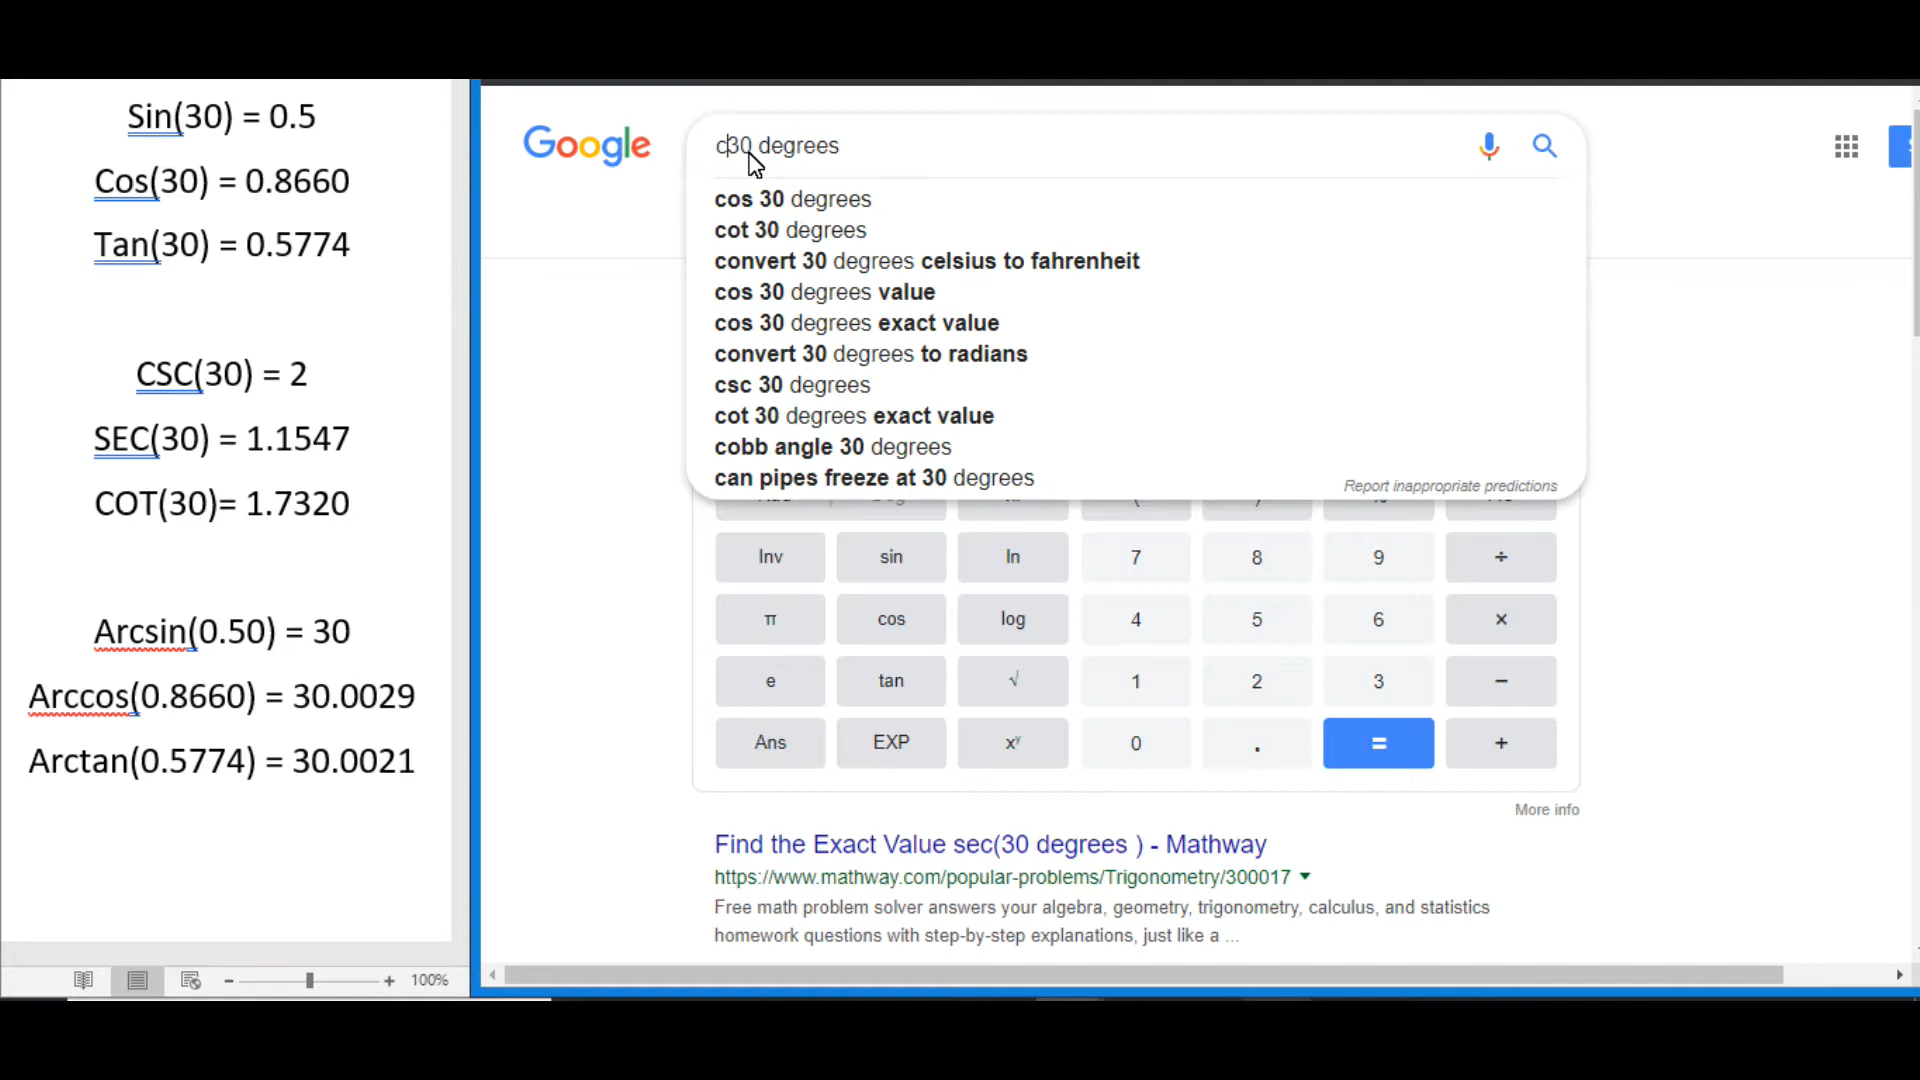 Sin(30) = 0.5
Cos(30) = 0.8660
Tan(30) = 0.5774
CSC(30) = 2
SEC(30) = 1.1547
COT(30)= 1.7320
Arcsin(0.50) = 30
Arccos(0.8660) = 30.0029
Arctan(0.5774) = 30.0021
100%
Google
c30 degrees
cos 30 degrees
cot 30 degrees
convert 30 degrees celsius to fahrenheit
cos 30 degrees value
cos 30 degrees exact value
convert 30 degrees to radians
csc 30 degrees
cot 30 degrees exact value
cobb angle 30 degrees
can pipes freeze at 30 degrees
Report inappropriate predictions
Inv sin ln 7 8 9 ÷
π cos log 4 5 6 ×
e tan √ 1 2 3 −
Ans EXP xʸ 0 . = +
More info
Find the Exact Value sec(30 degrees ) - Mathway
https://www.mathway.com/popular-problems/Trigonometry/300017
Free math problem solver answers your algebra, geometry, trigonometry, calculus, and statistics
homework questions with step-by-step explanations, just like a ...